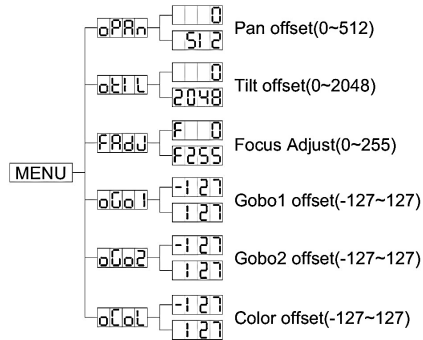 oPAn
0
512
Pan offset(0~512)
otIL
0
2048
Tilt offset(0~2048)
FAdJ
F 0
F255
Focus Adjust(0~255)
MENU
oGo1
-127
127
Gobo1 offset(-127~127)
oGo2
-127
127
Gobo2 offset(-127~127)
oCoL
-127
127
Color offset(-127~127)